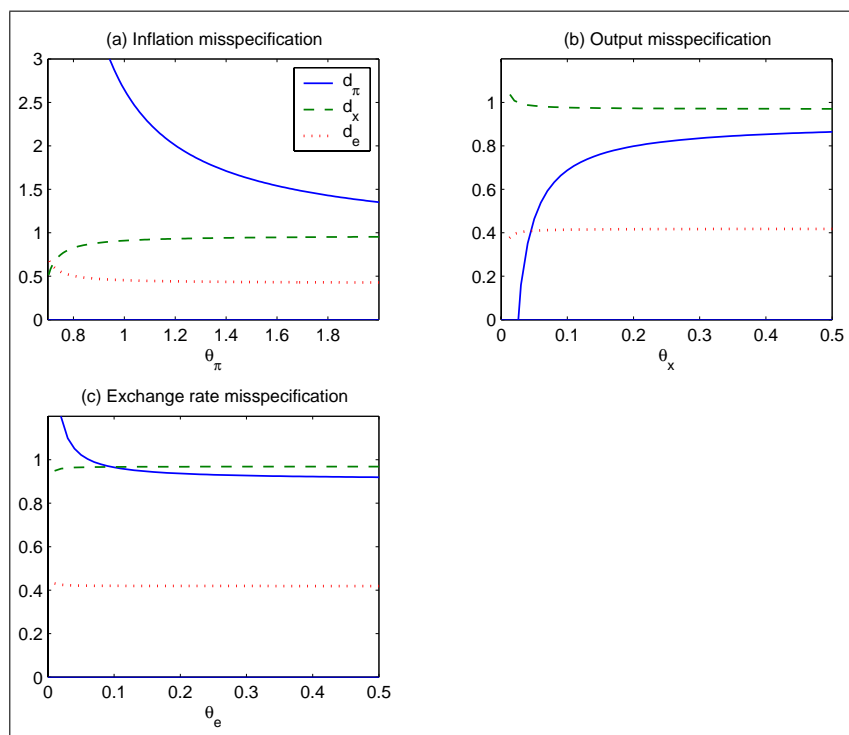 (a) Inflation misspecification
3
2.5
2
1.5
1
0.5
0
0.8 1 1.2 1.4 1.6 1.8
θ_π
d_π
d_x
d_e
(b) Output misspecification
1
0.8
0.6
0.4
0.2
0
0 0.1 0.2 0.3 0.4 0.5
θ_x
(c) Exchange rate misspecification
1
0.8
0.6
0.4
0.2
0
0 0.1 0.2 0.3 0.4 0.5
θ_e